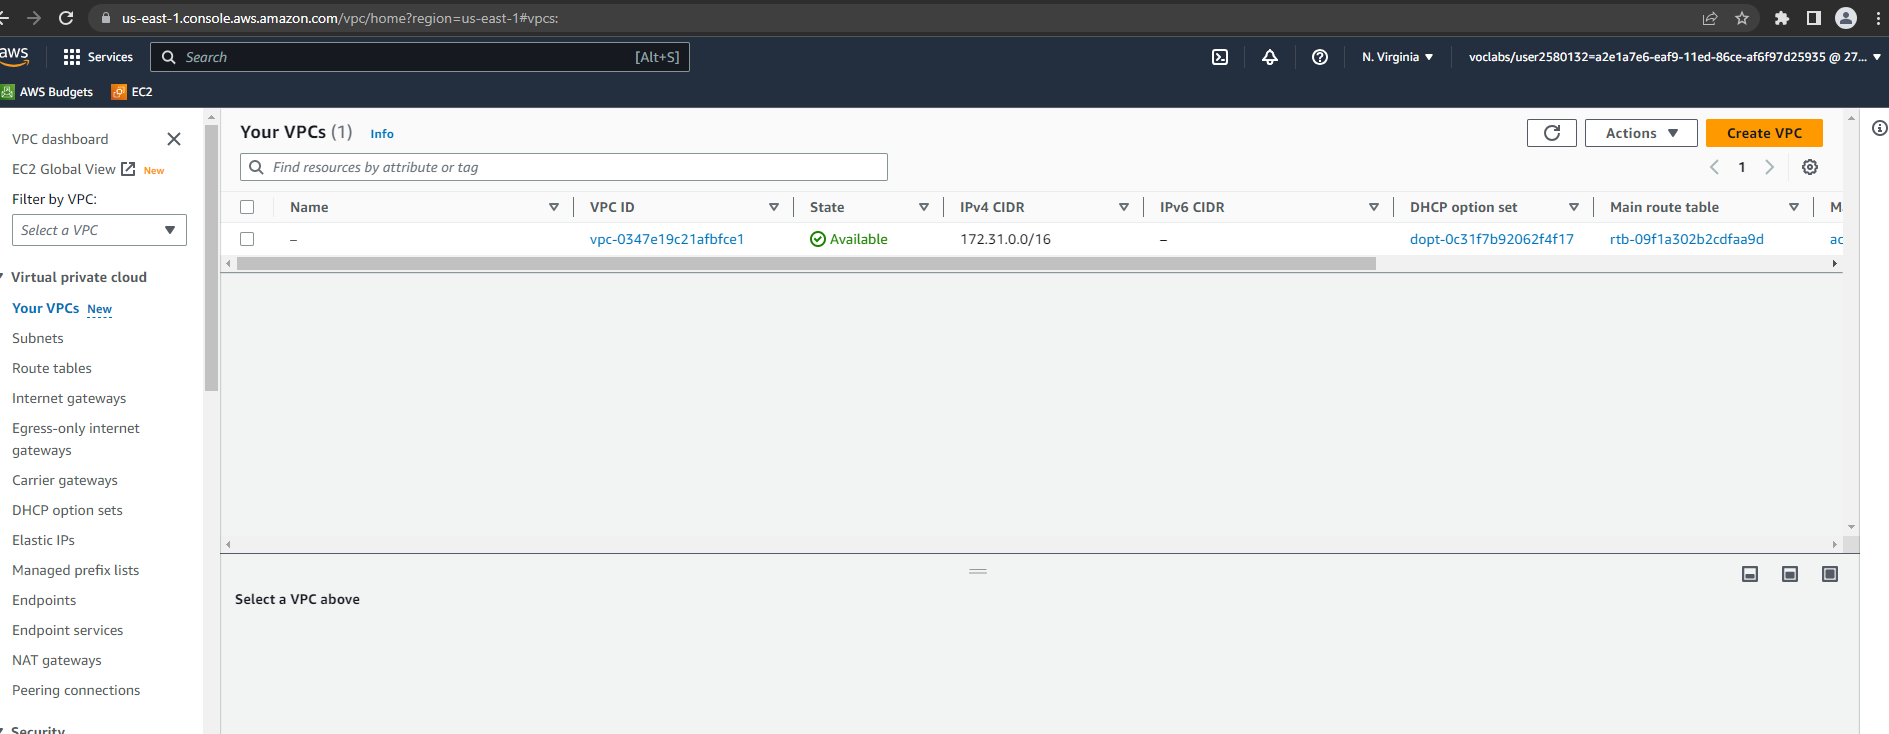 us-east-1.console.aws.amazon.com/vpc/home?region=us-east-1#vpcs:
aws Services Search [Alt+S] N. Virginia voclabs/user2580132=a2e1a7e6-eaf9-11ed-86ce-af6f97d25935 @ 27...
AWS Budgets EC2
VPC dashboard
EC2 Global View New
Filter by VPC:
Select a VPC
Virtual private cloud
Your VPCs New
Subnets
Route tables
Internet gateways
Egress-only internet
gateways
Carrier gateways
DHCP option sets
Elastic IPs
Managed prefix lists
Endpoints
Endpoint services
NAT gateways
Peering connections
Security
Your VPCs (1) Info
Actions Create VPC
Find resources by attribute or tag
1
Name VPC ID State IPv4 CIDR IPv6 CIDR DHCP option set Main route table M
– vpc-0347e19c21afbfce1 Available 172.31.0.0/16 – dopt-0c31f7b92062f4f17 rtb-09f1a302b2cdfaa9d ac
Select a VPC above